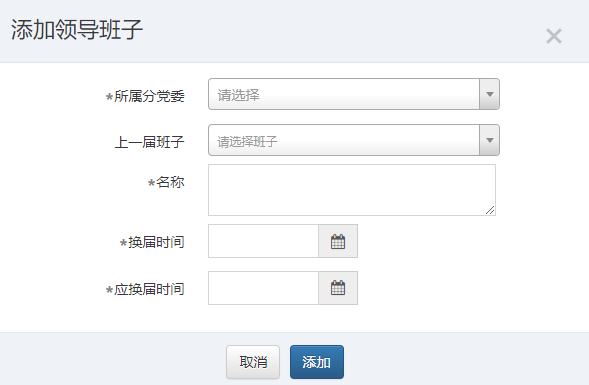 添加领导班子
*所属分党委 请选择
上一届班子 请选择班子
*名称
*换届时间
*应换届时间
取消 添加